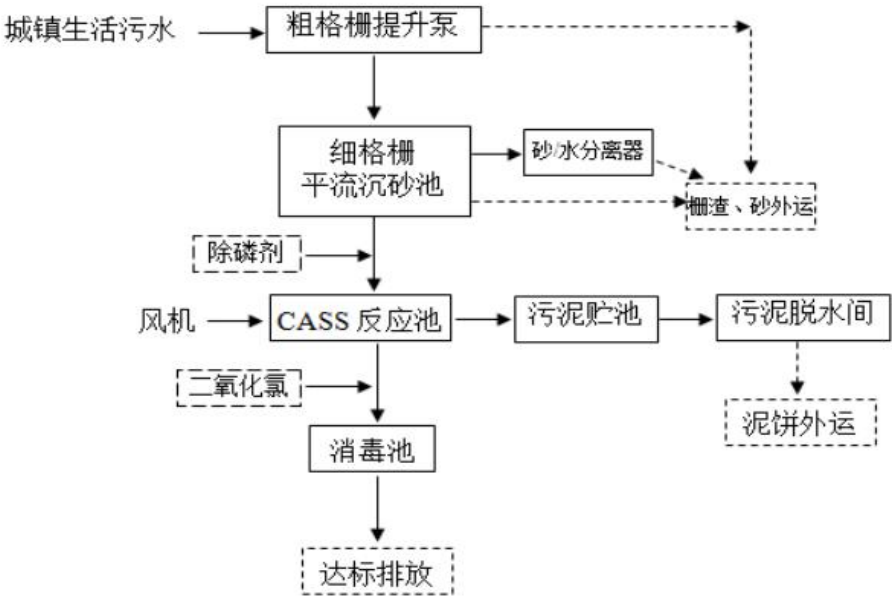 城镇生活污水
粗格栅提升泵
细格栅
平流沉砂池
砂/水分离器
栅渣、砂外运
除磷剂
风机
CASS 反应池
污泥贮池
污泥脱水间
二氧化氯
泥饼外运
消毒池
达标排放